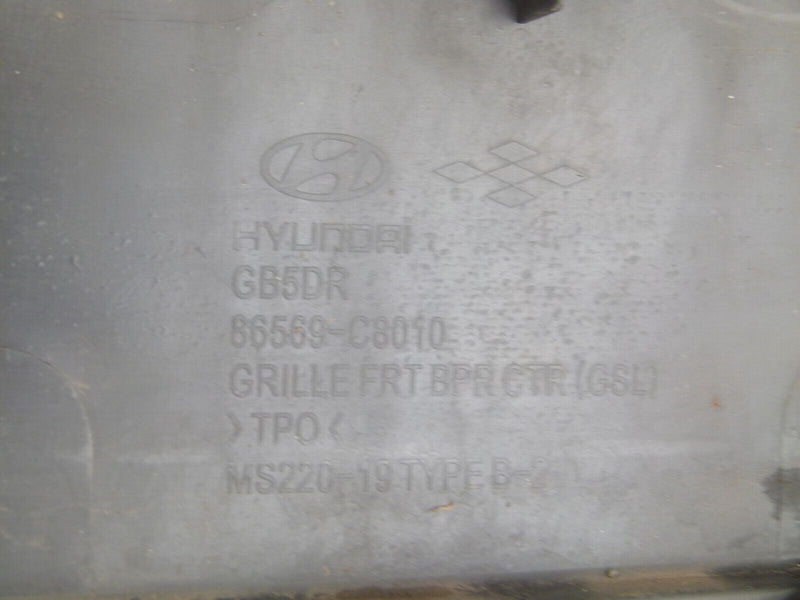 HYUNDAI
GB5DR
86569-C8010
GRILLE FRT BPR CTR (GSL)
>TPO<
MS220-19 TYPE B-2